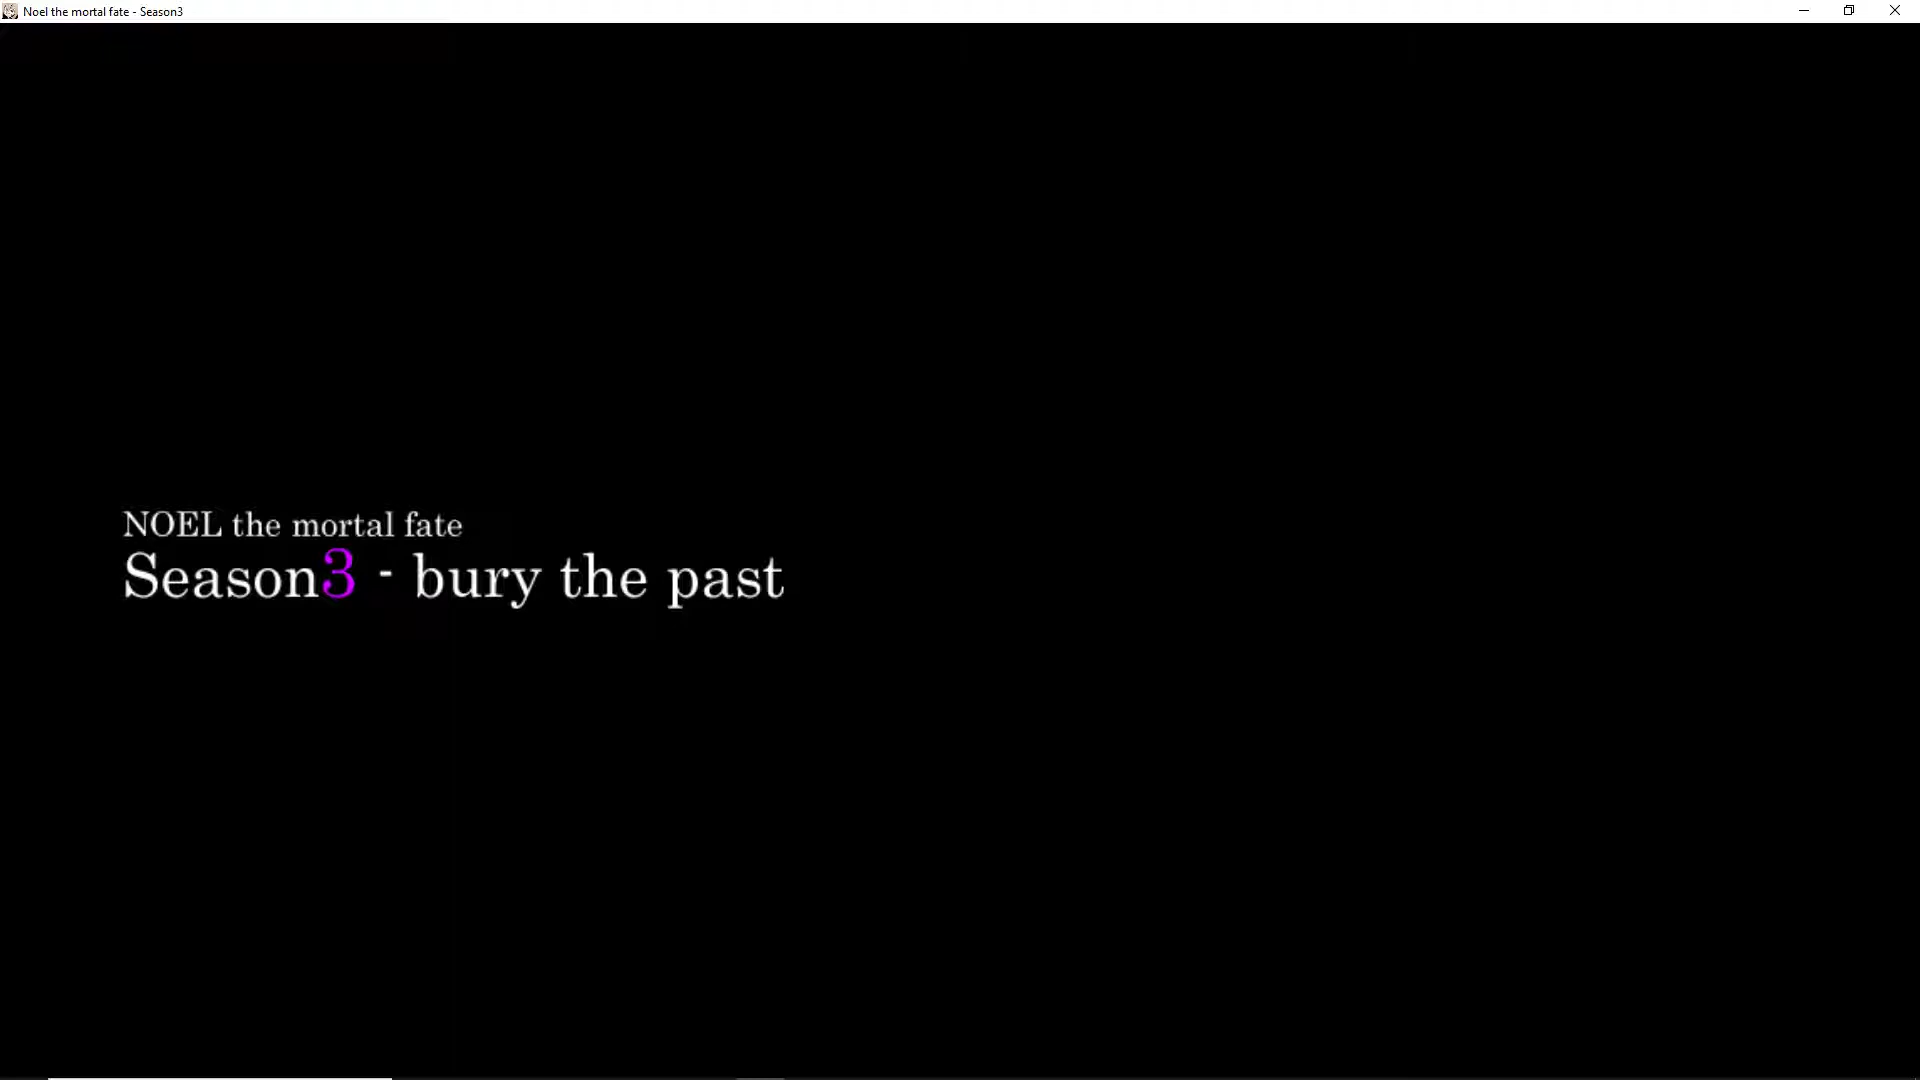 Noel the mortal fate - Season3
NOEL the mortal fate
Season3 - bury the past